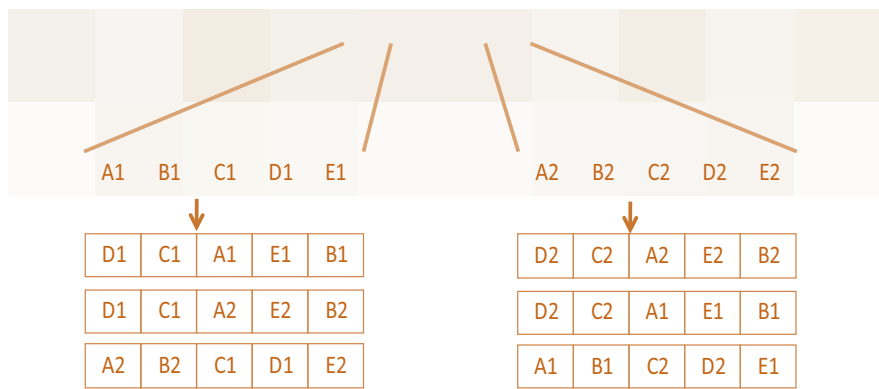 A1 B1 C1 D1 E1 A2 B2 C2 D2 E2
D1 C1 A1 E1 B1 D2 C2 A2 E2 B2
D1 C1 A2 E2 B2 D2 C2 A1 E1 B1
A2 B2 C1 D1 E2 A1 B1 C2 D2 E1